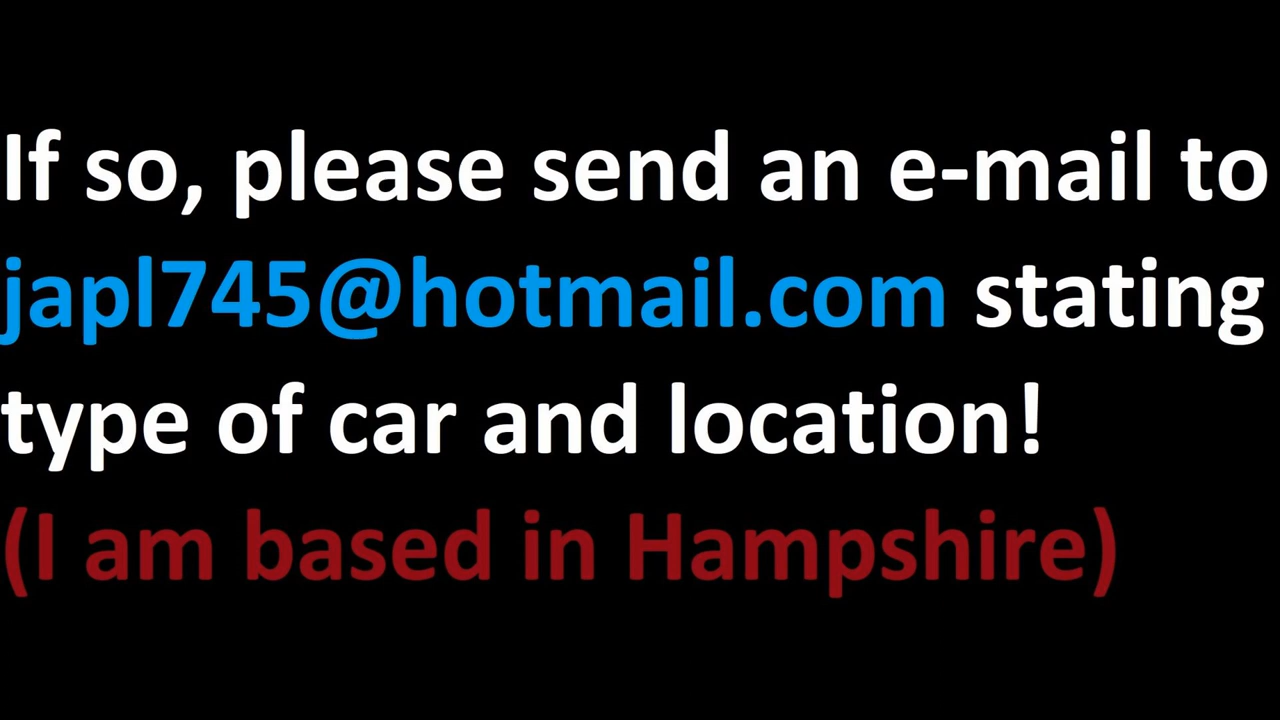 If so, please send an e-mail to
japl745@hotmail.com stating
type of car and location!
(I am based in Hampshire)